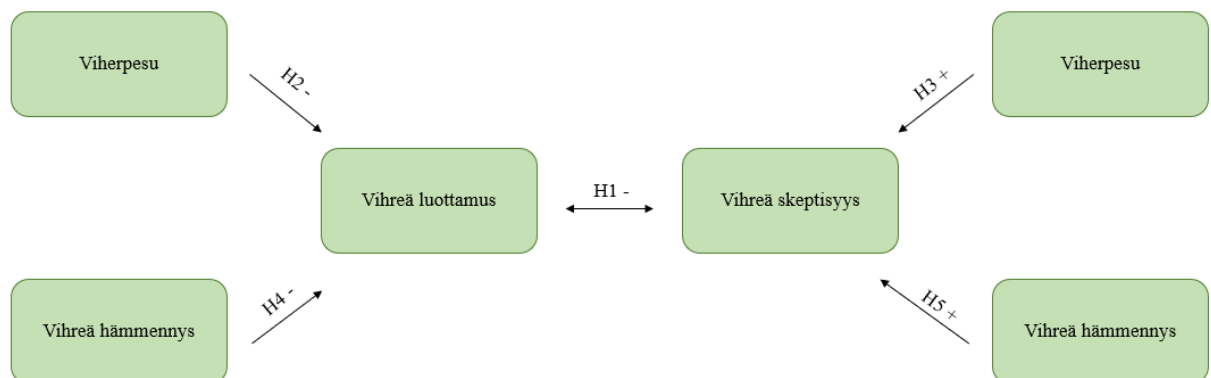 Viherpesu
Viherpesu
H2 -
H3 +
Vihreä luottamus
H1 -
Vihreä skeptisyys
H4 -
H5 +
Vihreä hämmennys
Vihreä hämmennys